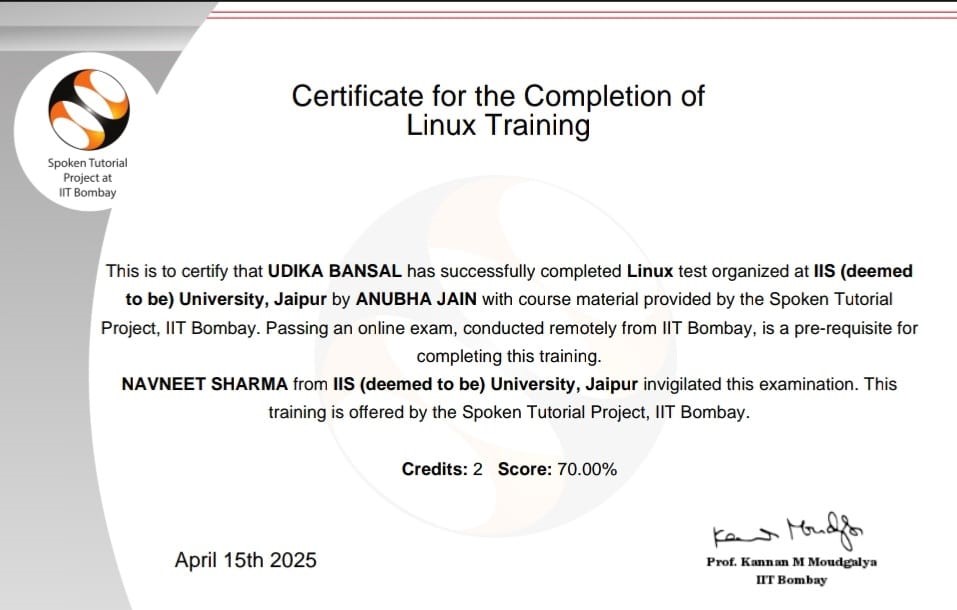 Certificate for the Completion of
Linux Training
Spoken Tutorial
Project at
IIT Bombay
This is to certify that UDIKA BANSAL has successfully completed Linux test organized at IIS (deemed
to be) University, Jaipur by ANUBHA JAIN with course material provided by the Spoken Tutorial
Project, IIT Bombay. Passing an online exam, conducted remotely from IIT Bombay, is a pre-requisite for
completing this training.
NAVNEET SHARMA from IIS (deemed to be) University, Jaipur invigilated this examination. This
training is offered by the Spoken Tutorial Project, IIT Bombay.
Credits: 2 Score: 70.00%
April 15th 2025
Prof. Kannan M Moudgalya
IIT Bombay